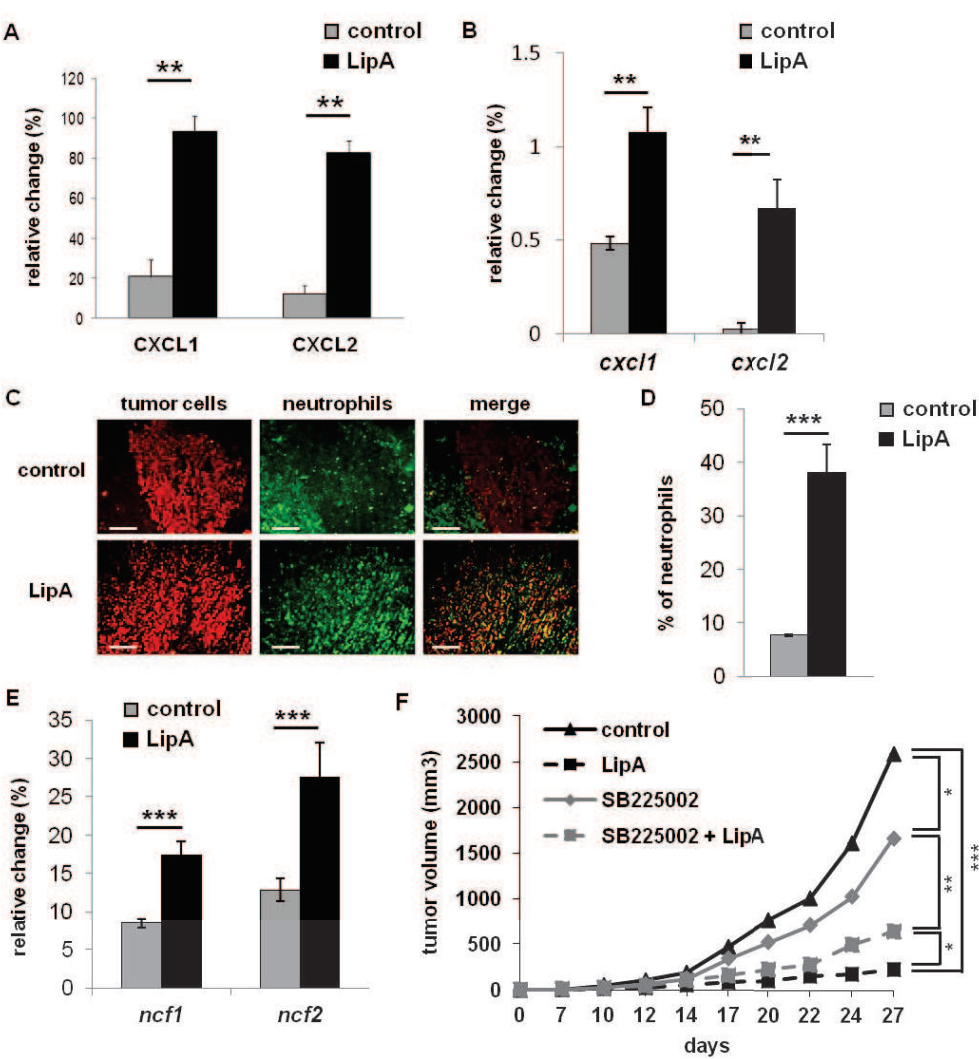 A
control
LipA
relative change (%)
120
100
80
60
40
20
0
**
**
CXCL1
CXCL2
B
control
LipA
relative change (%)
1.5
1
0.5
0
**
**
cxcl1
cxcl2
C
tumor cells
neutrophils
merge
control
LipA
D
control
LipA
% of neutrophils
50
40
30
20
10
0
***
E
control
LipA
relative change (%)
35
30
25
20
15
10
5
0
***
***
ncf1
ncf2
F
control
LipA
SB225002
SB225002 + LipA
tumor volume (mm3)
3000
2500
2000
1500
1000
500
0
0 7 10 12 14 17 20 22 24 27
days
*
**
*
***